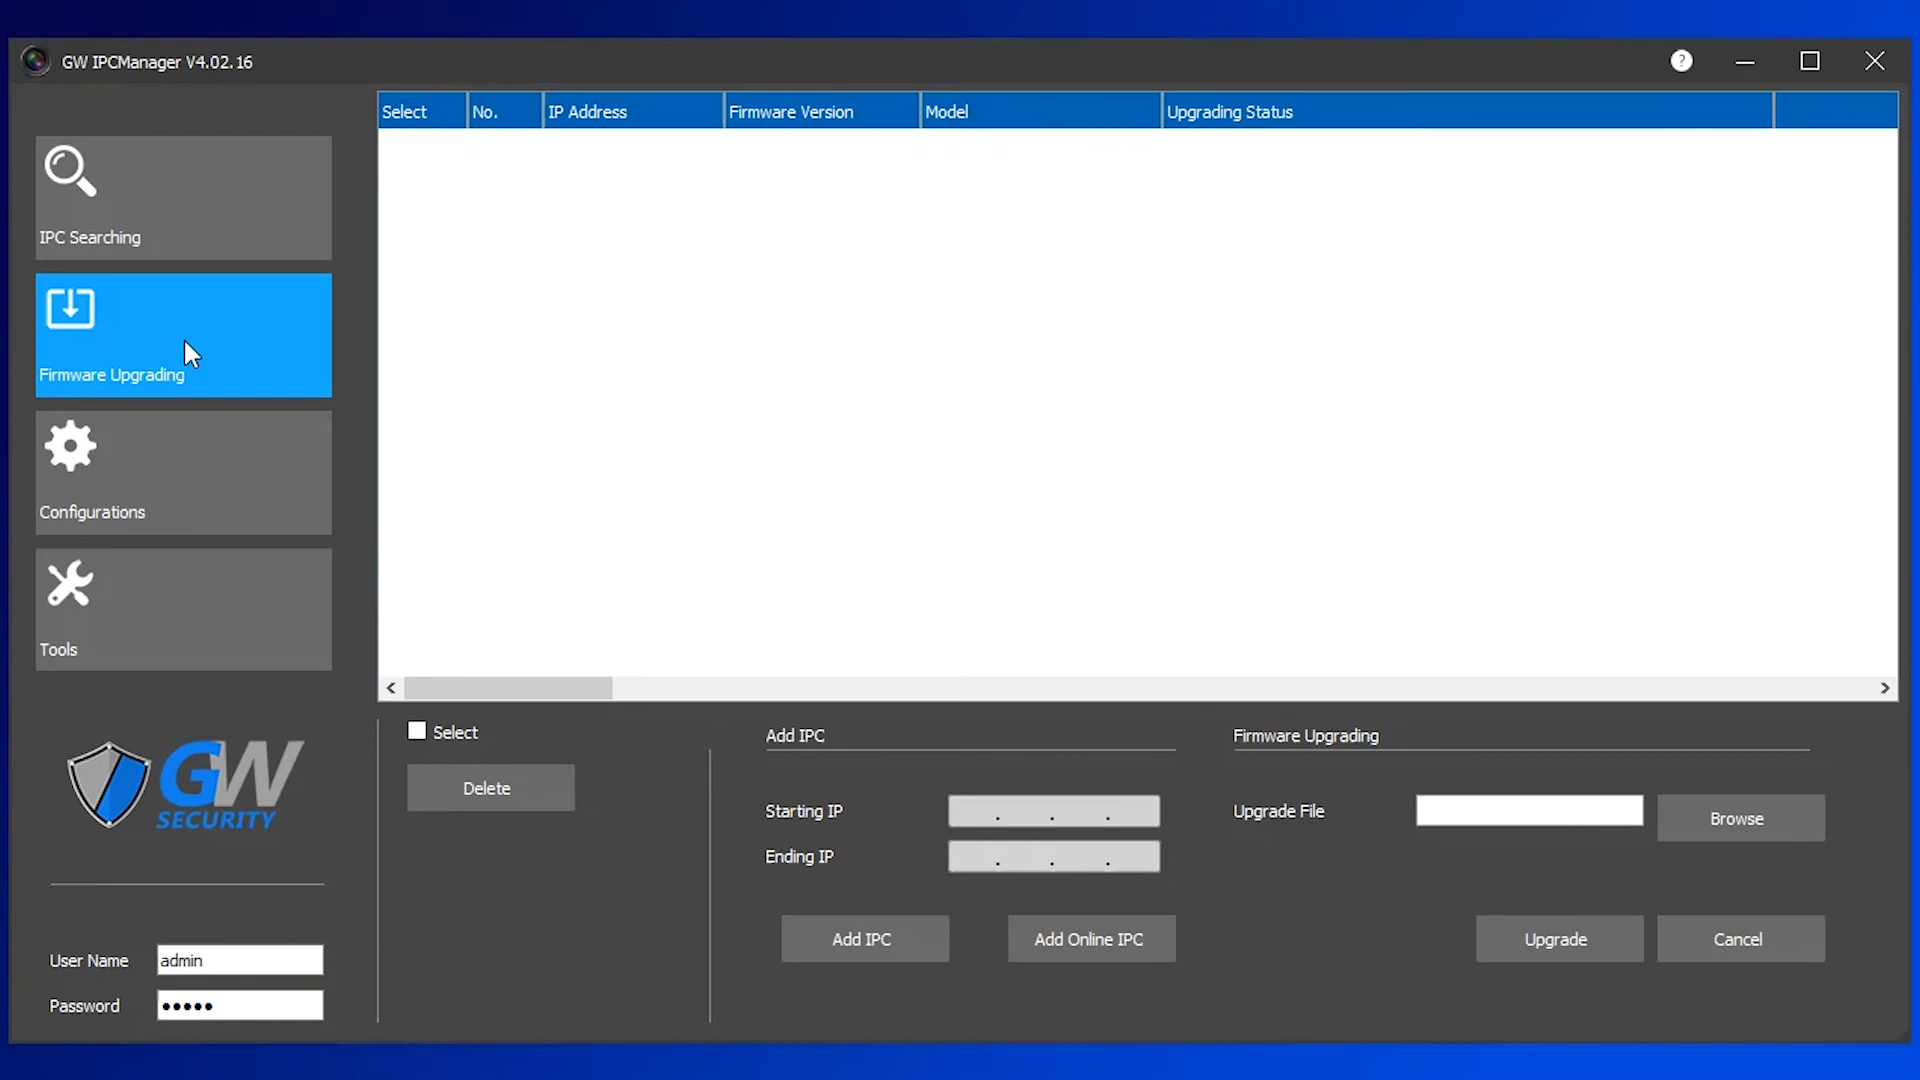 GW IPCManager V4.02.16
?
Select No. IP Address Firmware Version Model Upgrading Status
IPC Searching
Firmware Upgrading
Configurations
Tools
GW
SECURITY
User Name admin
Password •••••
Select
Delete
Add IPC
Starting IP . . .
Ending IP . . .
Add IPC Add Online IPC
Firmware Upgrading
Upgrade File Browse
Upgrade Cancel